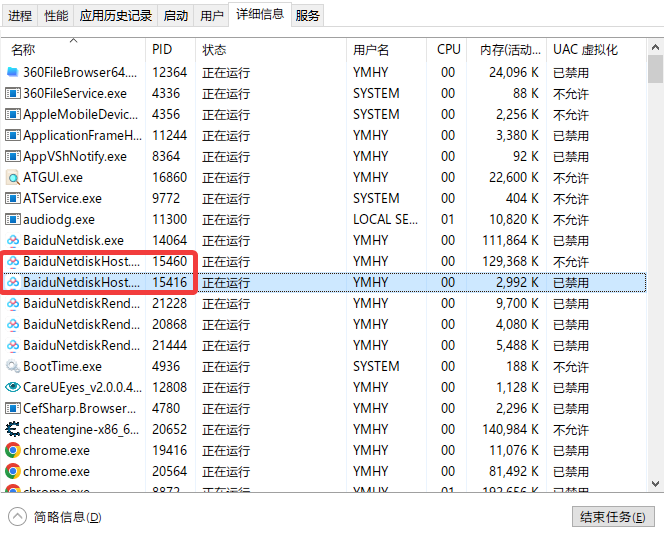 进程 性能 应用历史记录 启动 用户 详细信息 服务
名称 PID 状态 用户名 CPU 内存(活动... UAC 虚拟化
360FileBrowser64.... 12364 正在运行 YMHY 00 24,096 K 已禁用
360FileService.exe 4336 正在运行 SYSTEM 00 88 K 不允许
AppleMobileDevic... 4356 正在运行 SYSTEM 00 2,256 K 不允许
ApplicationFrameH... 11244 正在运行 YMHY 00 3,380 K 已禁用
AppVShNotify.exe 8364 正在运行 YMHY 00 92 K 已禁用
ATGUI.exe 16860 正在运行 YMHY 00 22,600 K 不允许
ATService.exe 9772 正在运行 SYSTEM 00 404 K 不允许
audiodg.exe 11300 正在运行 LOCAL SE... 01 10,820 K 不允许
BaiduNetdisk.exe 14064 正在运行 YMHY 00 111,864 K 已禁用
BaiduNetdiskHost.... 15460 正在运行 YMHY 00 129,368 K 不允许
BaiduNetdiskHost.... 15416 正在运行 YMHY 00 2,992 K 已禁用
BaiduNetdiskRend... 21228 正在运行 YMHY 00 9,700 K 已禁用
BaiduNetdiskRend... 20868 正在运行 YMHY 00 4,080 K 已禁用
BaiduNetdiskRend... 21444 正在运行 YMHY 00 5,488 K 已禁用
BootTime.exe 4936 正在运行 SYSTEM 00 188 K 不允许
CareUEyes_v2.0.0.4... 12808 正在运行 YMHY 00 1,128 K 已禁用
CefSharp.Browser... 4780 正在运行 YMHY 00 2,296 K 已禁用
cheatengine-x86_6... 20652 正在运行 YMHY 00 140,984 K 不允许
chrome.exe 19416 正在运行 YMHY 00 11,076 K 已禁用
chrome.exe 20564 正在运行 YMHY 00 81,492 K 已禁用
chrome.exe 8872 正在运行 YMHY 01 192,656 K 已禁用
简略信息(D) 结束任务(E)